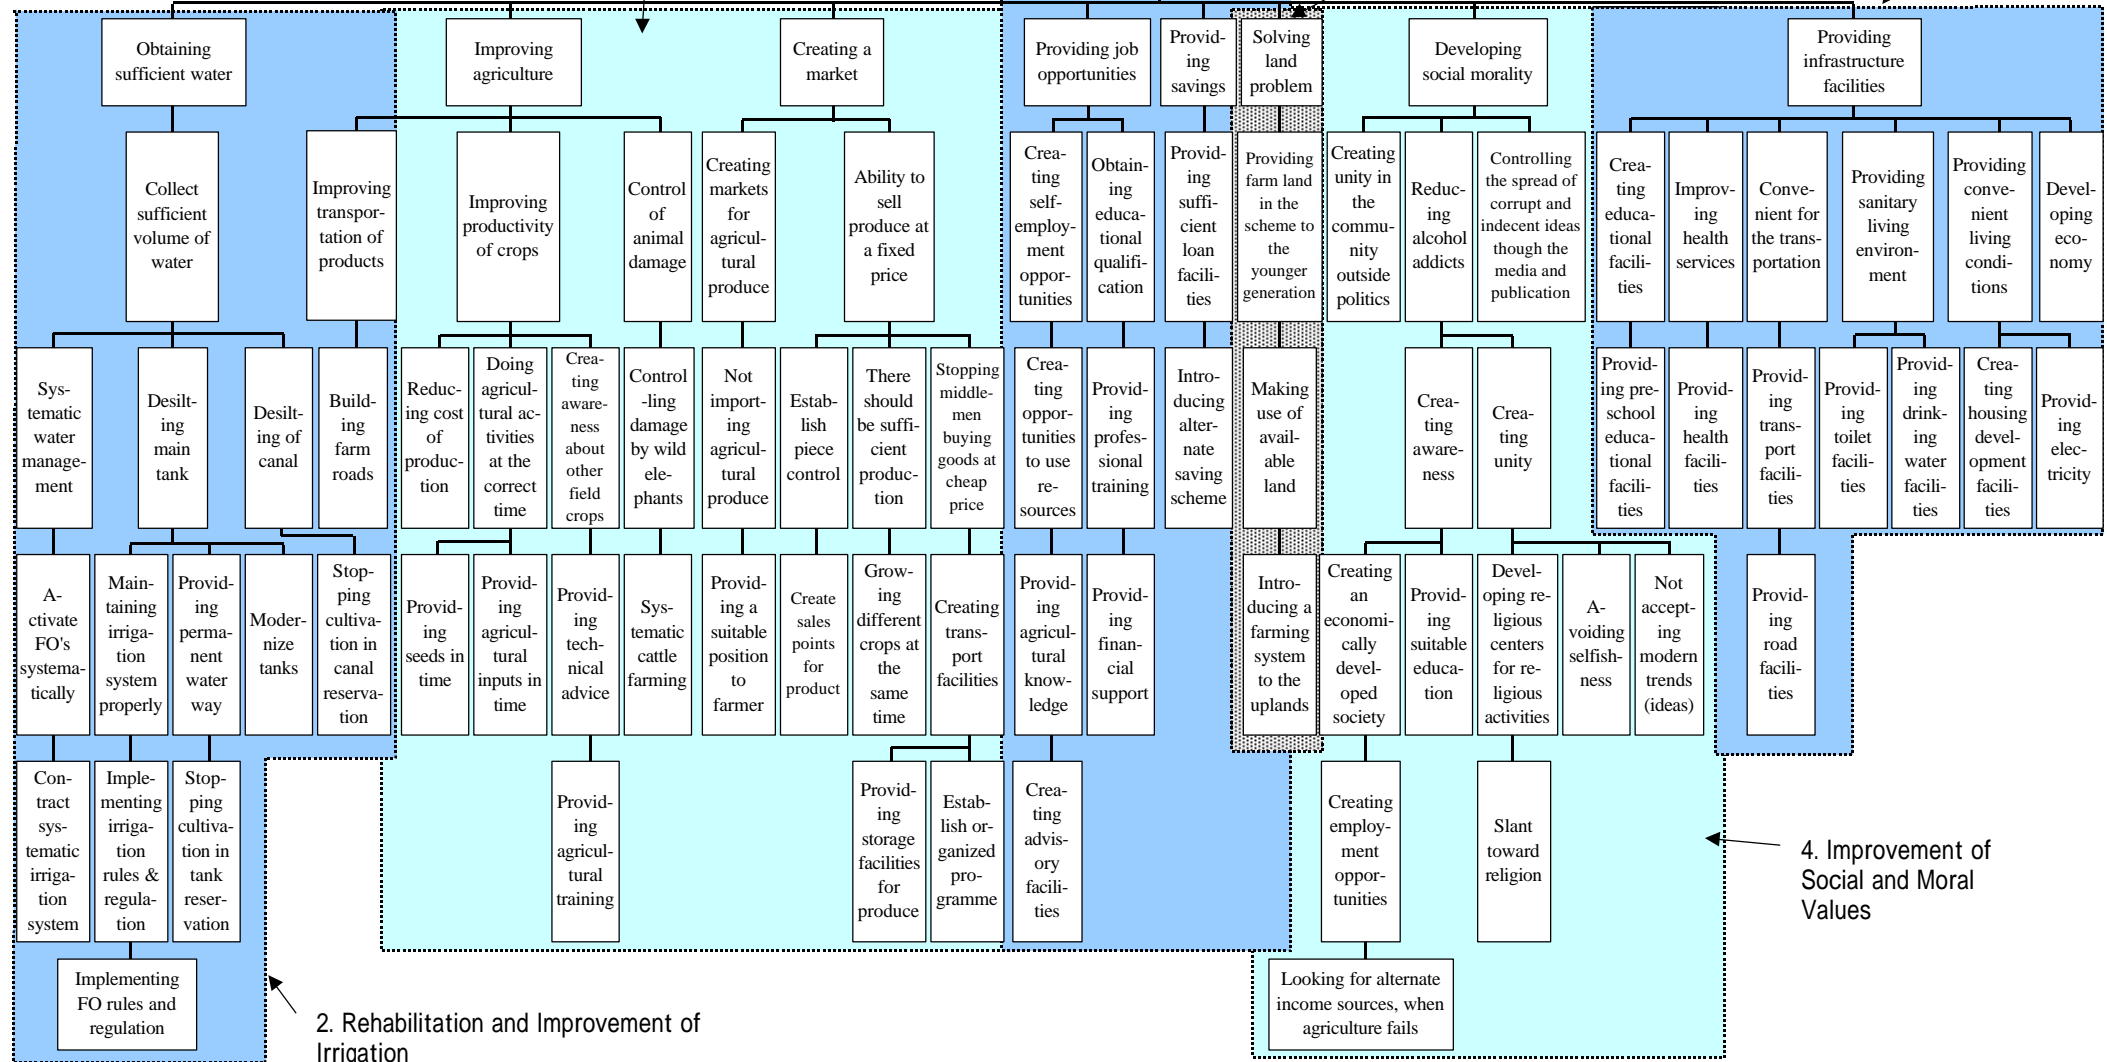 Obtaining
sufficient water
Improving
agriculture
Creating a
market
Providing job
opportunities
Provid-
ing
savings
Solving
land
problem
Developing
social morality
Providing
infrastructure
facilities
Collect
sufficient
volume of
water
Improving
transpor-
tation of
products
Improving
productivity
of crops
Control
of
animal
damage
Creating
markets
for
agricul-
tural
produce
Ability to
sell
produce at
a fixed
price
Crea-
ting
self-
employ-
ment
oppor-
tunities
Obtain-
ing
educa-
tional
qualifi-
cation
Provid-
ing
suffi-
cient
loan
facili-
ties
Providing
farm land
in the
scheme to
the
younger
generation
Creating
unity in
the
commu-
nity
outside
politics
Reduc-
ing
alcohol
addicts
Controlling
the spread of
corrupt and
indecent ideas
though the
media and
publication
Crea-
ting
educa-
tional
facili-
ties
Improv-
ing
health
services
Conve-
nient for
the trans-
portation
Providing
sanitary
living
environ-
ment
Providing
conve-
nient
living
condi-
tions
Devel-
oping
eco-
nomy
Sys-
tematic
water
manage-
ment
Desilt-
ing
main
tank
Desilt-
ing of
canal
Build-
ing
farm
roads
Reduc-
ing cost
of
produc-
tion
Doing
agricul-
tural ac-
tivities
at the
correct
time
Crea-
ting
aware-
ness
about
other
field
crops
Control
-ling
damage
by wild
ele-
phants
Not
import-
ing
agricul-
tural
produce
Estab-
lish
piece
control
There
should
be suffi-
cient
produc-
tion
Stopping
middle-
men
buying
goods at
cheap
price
Crea-
ting
oppor-
tunities
to use
re-
sources
Provid-
ing
profes-
sional
training
Intro-
ducing
alter-
nate
saving
scheme
Making
use of
avail-
able
land
Crea-
ting
aware-
ness
Crea-
ting
unity
Provid-
ing pre-
school
educa-
tional
facili-
ties
Provid-
ing
health
facili-
ties
Provid-
ing
trans-
port
facili-
ties
Provid-
ing
toilet
facili-
ties
Provid-
ing
drink-
ing
water
facili-
ties
Crea-
ting
housing
devel-
opment
facili-
ties
Provid-
ing
elec-
tricity
A-
ctivate
FO's
systema-
tically
Main-
taining
irriga-
tion
system
properly
Provid-
ing
perma-
nent
water
way
Moder-
nize
tanks
Stop-
ping
cultiva-
tion in
canal
reserva-
tion
Provid-
ing
seeds in
time
Provid-
ing
agricul-
tural
inputs in
time
Provid-
ing
tech-
nical
advice
Sys-
tematic
cattle
farming
Provid-
ing a
suitable
position
to
farmer
Create
sales
points
for
product
Grow-
ing
different
crops at
the
same
time
Creating
trans-
port
facilities
Provid-
ing
agricul-
tural
know-
ledge
Provid-
ing
finan-
cial
support
Intro-
ducing a
farming
system
to the
uplands
Creating
an
economi-
cally
devel-
oped
society
Provid-
ing
suitable
educa-
tion
Devel-
oping re-
ligious
centers
for re-
ligious
activities
A-
voiding
selfish-
ness
Not
accept-
ing
modern
trends
(ideas)
Provid-
ing
road
facili-
ties
Con-
tract
sys-
tematic
irriga-
tion
system
Imple-
menting
irriga-
tion
rules &
regula-
tion
Stop-
ping
cultiva-
tion in
tank
reser-
vation
Provid-
ing
agricul-
tural
training
Provid-
ing
storage
facilities
for
produce
Estab-
lish or-
ganized
pro-
gramme
Crea-
ting
advis-
ory
facili-
ties
Creating
employ-
ment
oppor-
tunities
Slant
toward
religion
4. Improvement of
Social and Moral
Values
Implementing
FO rules and
regulation
2. Rehabilitation and Improvement of
Irrigation
Looking for alternate
income sources, when
agriculture fails